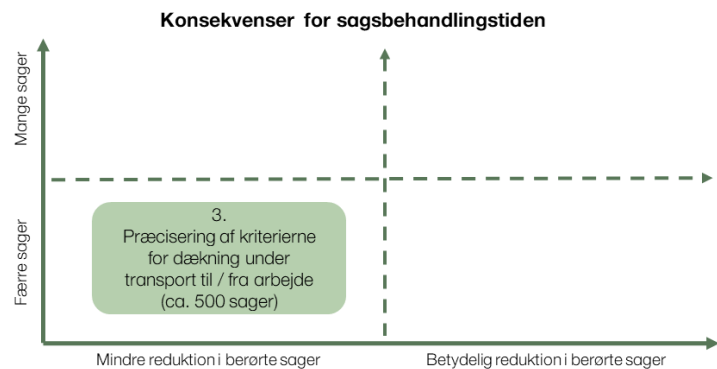 Konsekvenser for sagsbehandlingstiden
Mange sager
Færre sager
3.
Præcisering af kriterierne
for dækning under
transport til / fra arbejde
(ca. 500 sager)
Mindre reduktion i berørte sager
Betydelig reduktion i berørte sager